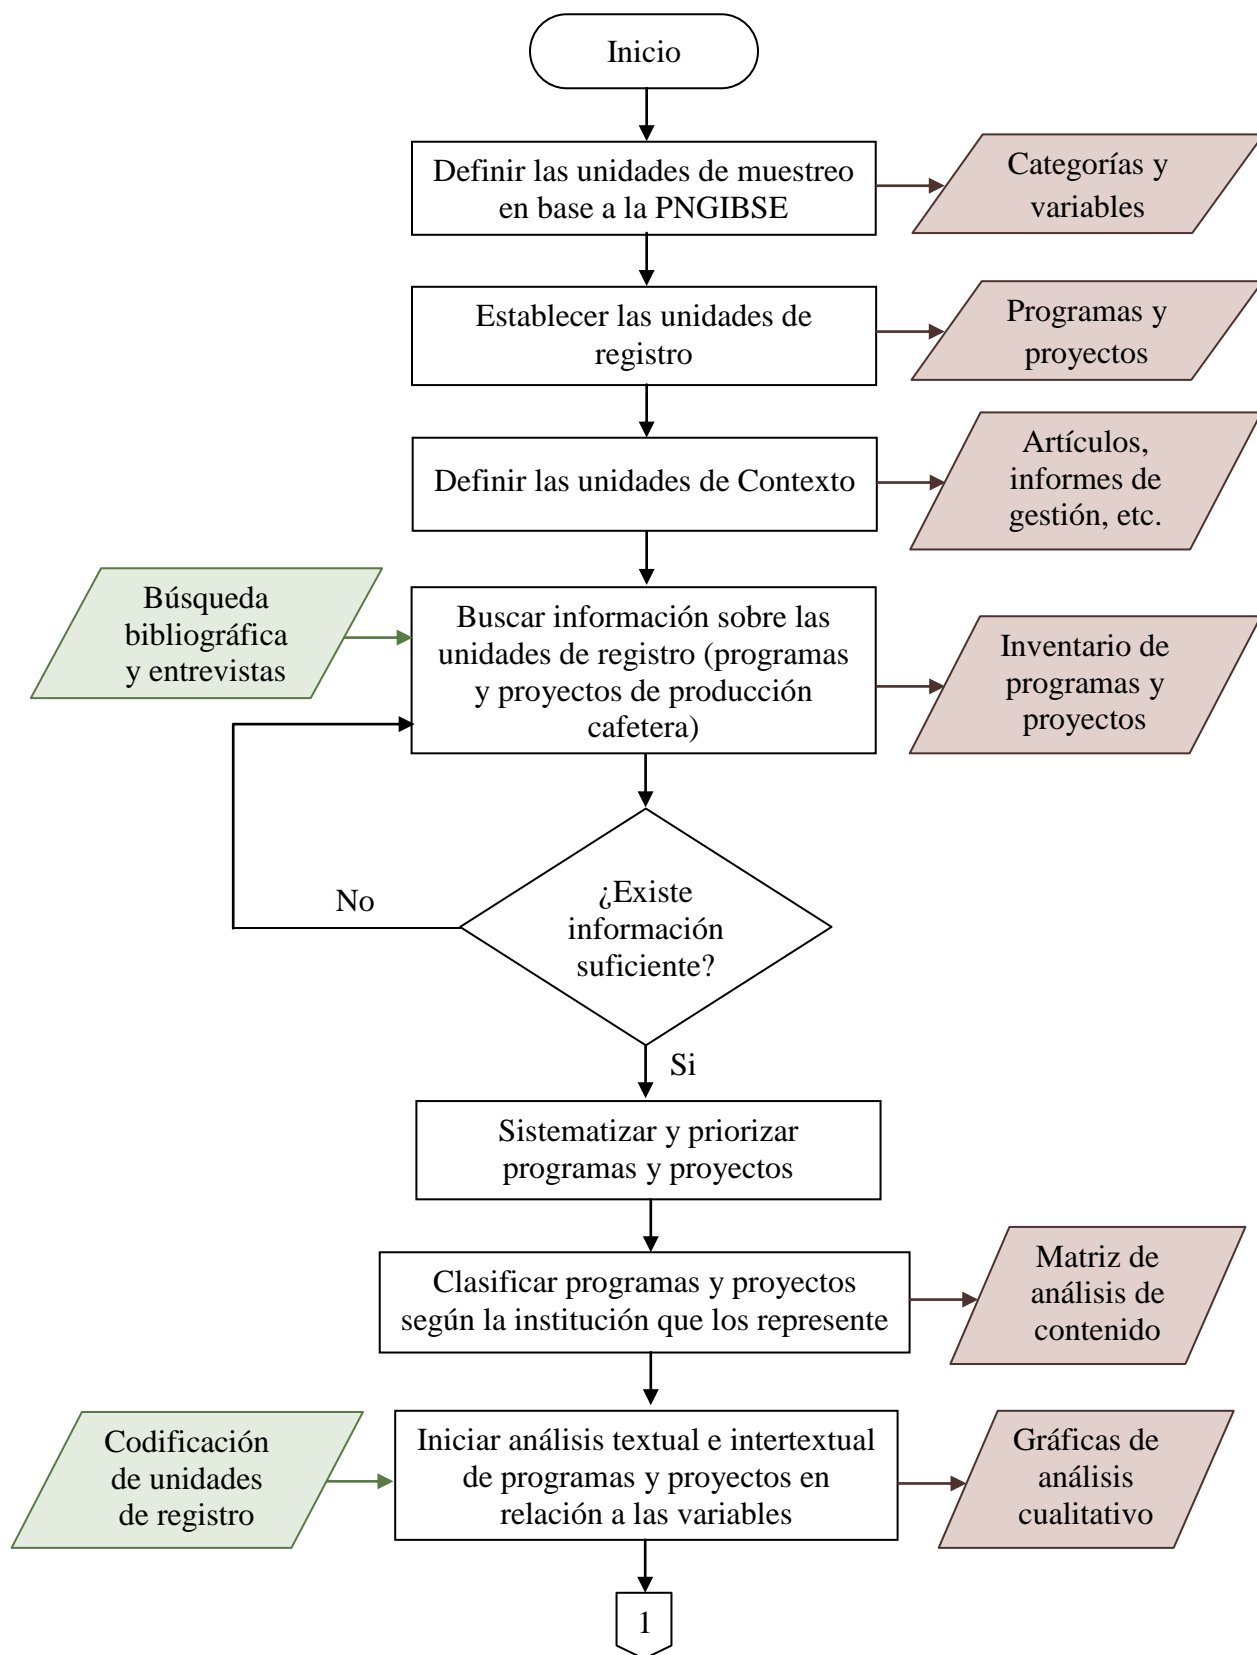 Inicio
Definir las unidades de muestreo
en base a la PNGIBSE
Categorías y
variables
Establecer las unidades de
registro
Programas y
proyectos
Definir las unidades de Contexto
Artículos,
informes de
gestión, etc.
Búsqueda
bibliográfica
y entrevistas
Buscar información sobre las
unidades de registro (programas
y proyectos de producción
cafetera)
Inventario de
programas y
proyectos
¿Existe
información
suficiente?
No
Si
Sistematizar y priorizar
programas y proyectos
Clasificar programas y proyectos
según la institución que los represente
Matriz de
análisis de
contenido
Codificación
de unidades
de registro
Iniciar análisis textual e intertextual
de programas y proyectos en
relación a las variables
Gráficas de
análisis
cualitativo
1